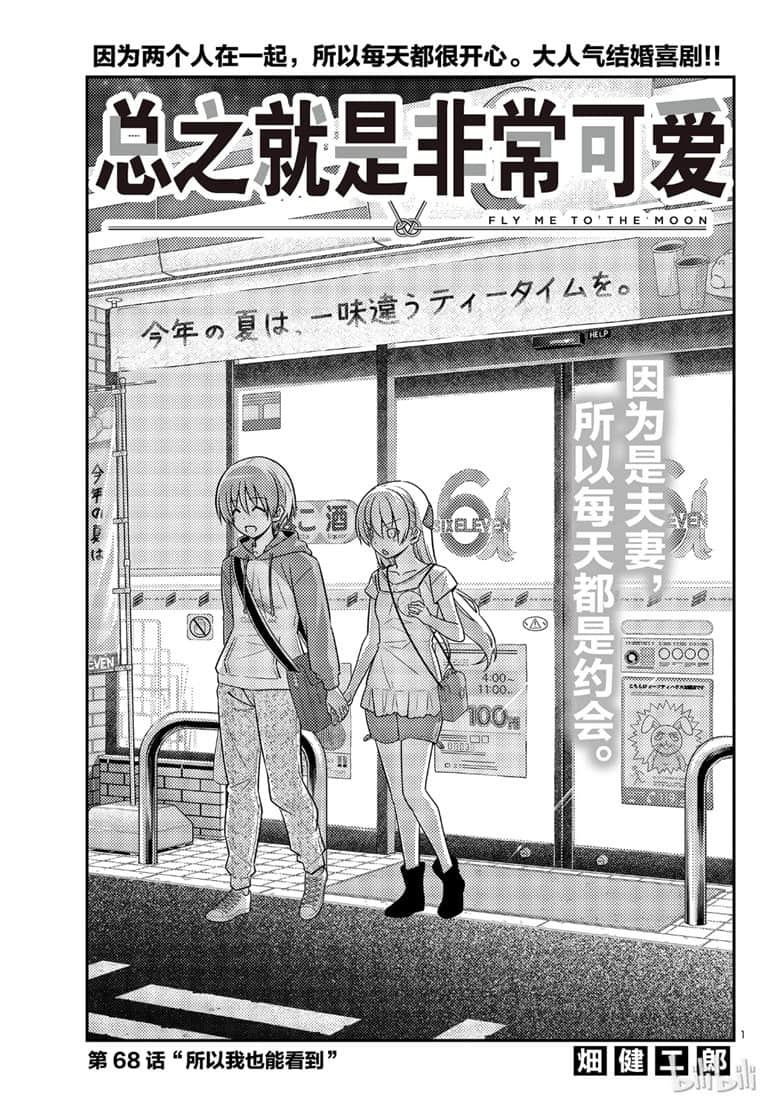 因为两个人在一起，所以每天都很开心。大人气结婚喜剧!!
总之就是非常可爱
FLY ME TO THE MOON
今年の夏は、一味違うティータイムを。
HELP
因为是夫妻，
所以每天都是约会。
今年の夏は
こ酒
6
SIXELEVEN
6
ELEVEN
ELEVEN
4:00~
11:00
100円
1
第 68 话“所以我也能看到”
畑健二郎
bilibili